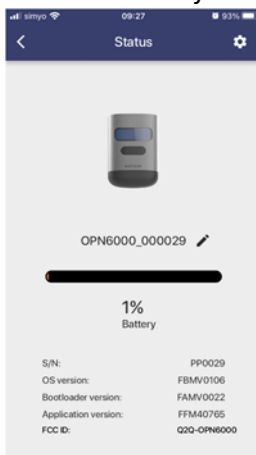 simyo 09:27 93%
Status
OPN6000_000029
1%
Battery
S/N: PP0029
OS version: FBMV0106
Bootloader version: FAMV0022
Application version: FFM40765
FCC ID: Q2Q-OPN6000